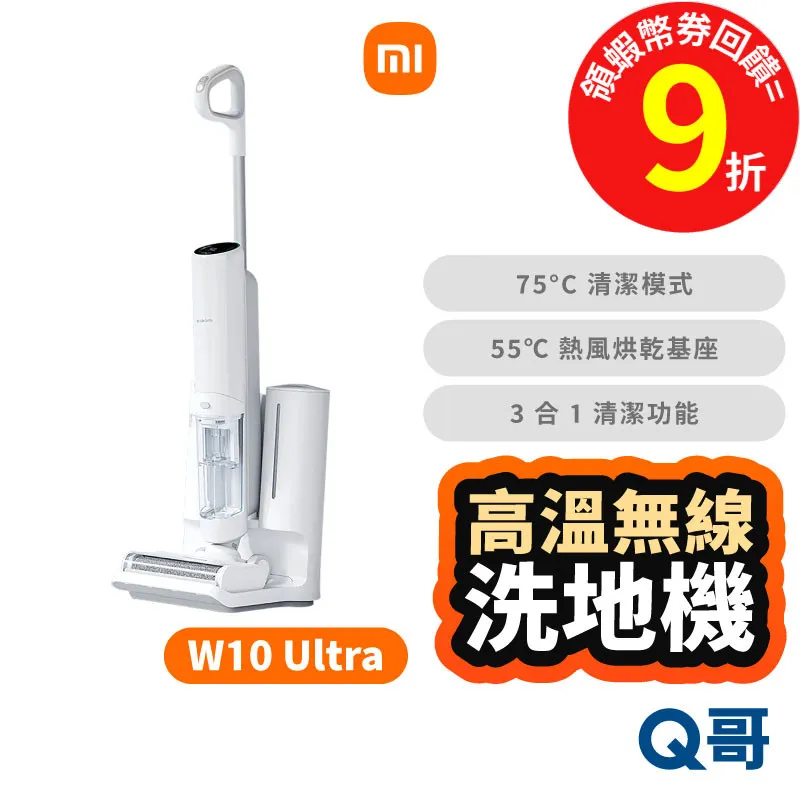 mi
領蝦幣券回饋=
9折
75°C 清潔模式
55°C 熱風烘乾基座
3 合 1 清潔功能
高溫無線
洗地機
W10 Ultra
Q哥